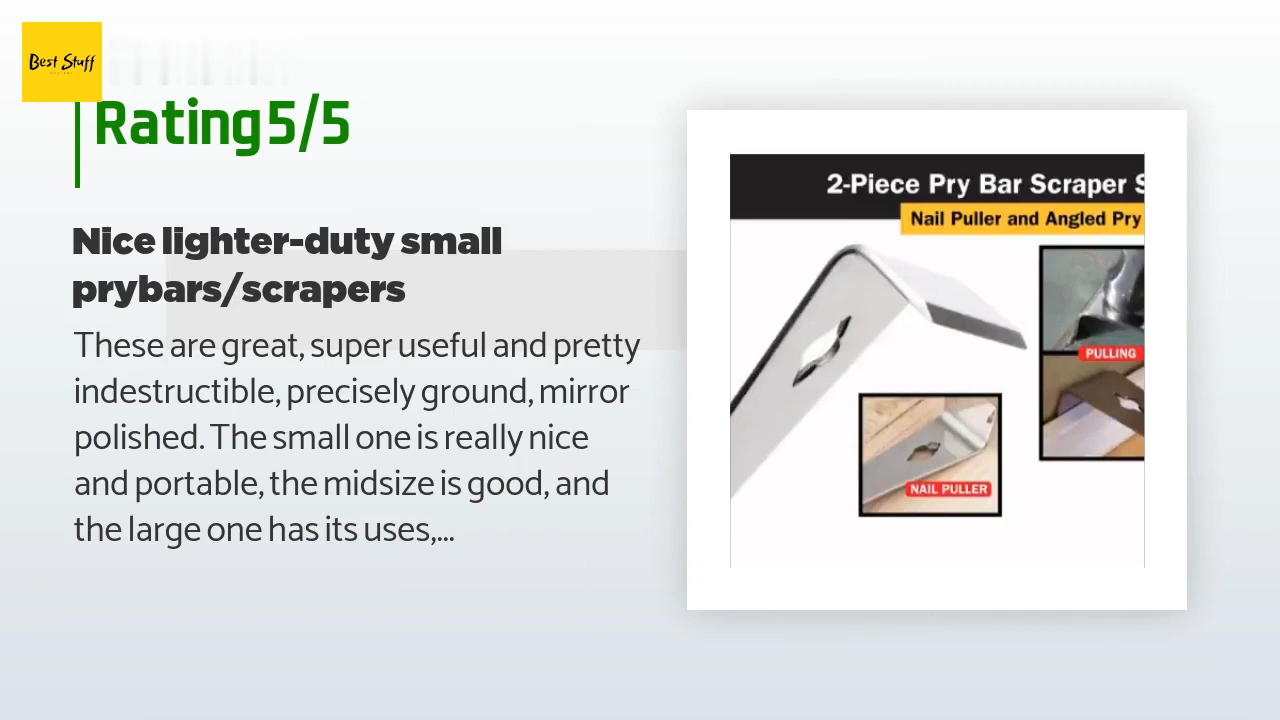 Best Stuff
Rating 5/5
Nice lighter-duty small
prybars/scrapers
These are great, super useful and pretty
indestructible, precisely ground, mirror
polished. The small one is really nice
and portable, the midsize is good, and
the large one has its uses,...
2-Piece Pry Bar Scraper S
Nail Puller and Angled Pry
PULLING
NAIL PULLER